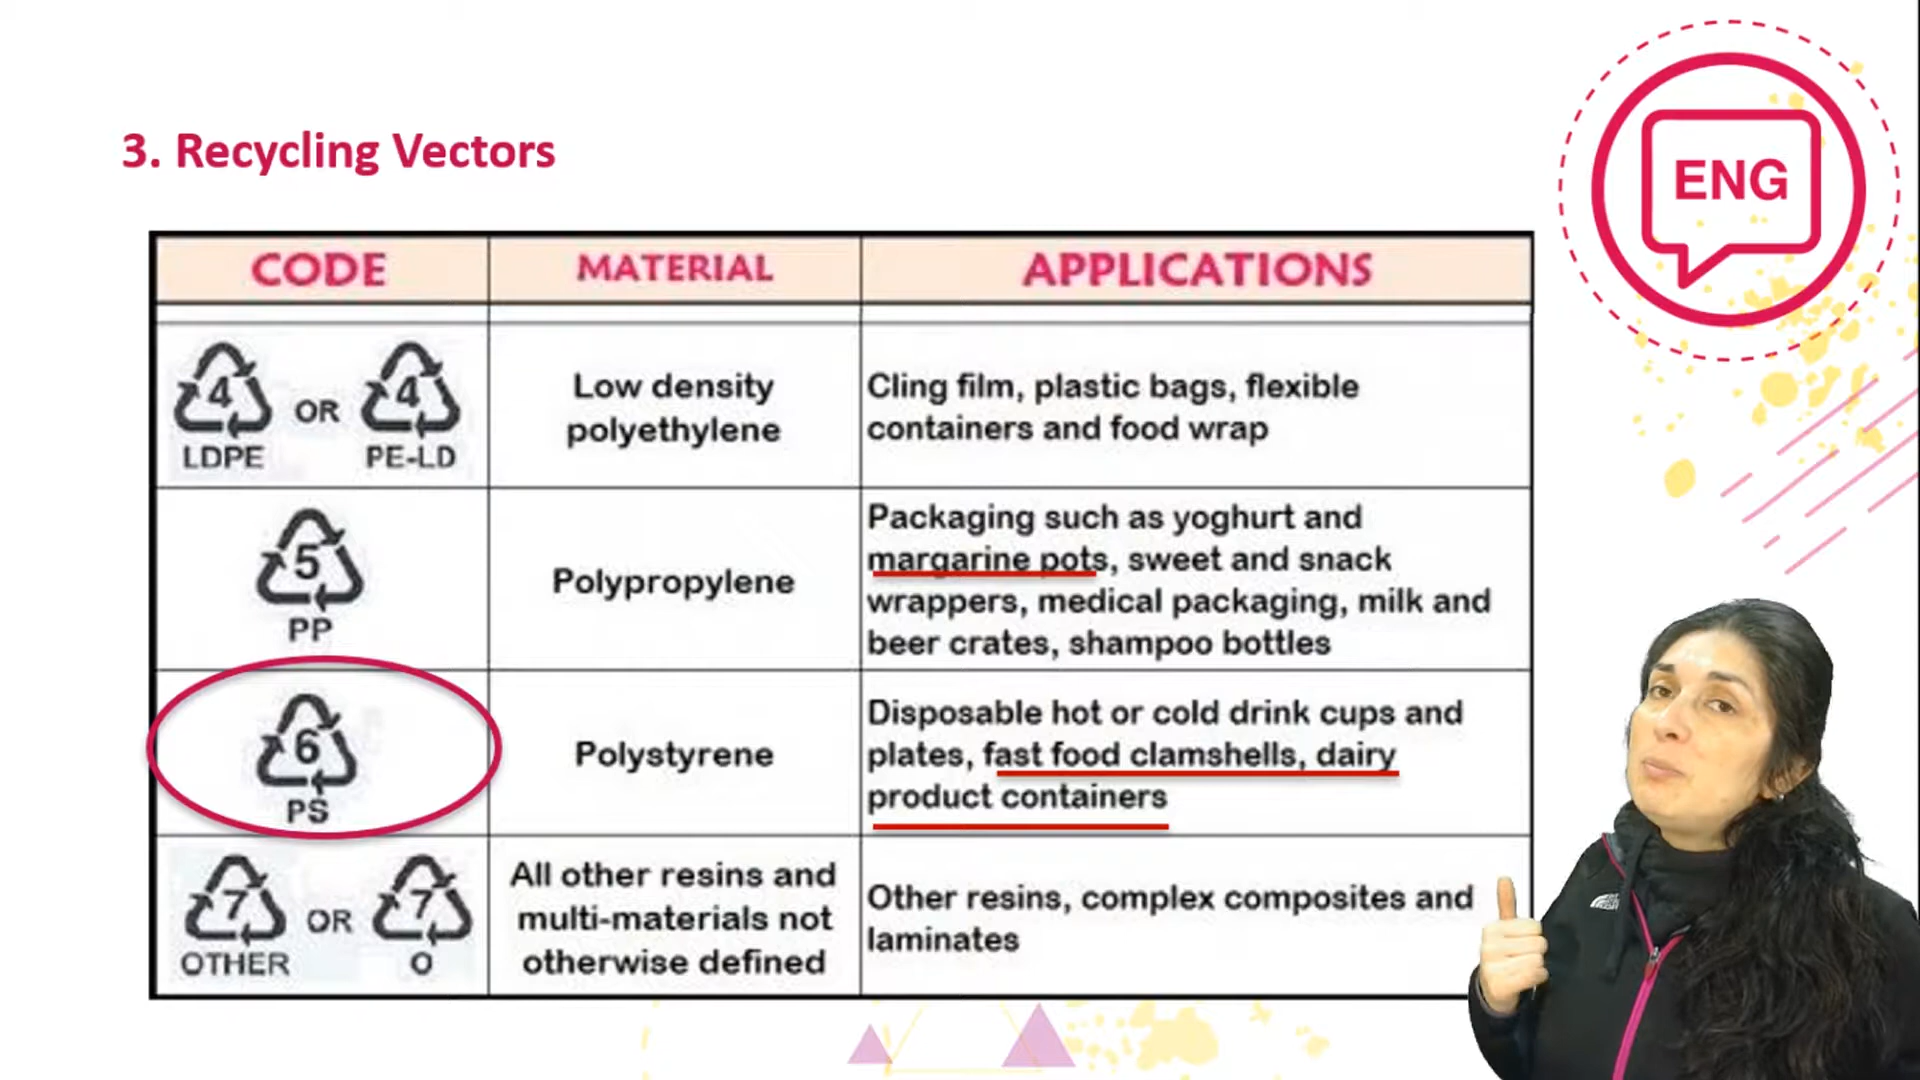 3. Recycling Vectors
ENG
CODE
MATERIAL
APPLICATIONS
4
LDPE
OR
4
PE-LD
Low density
polyethylene
Cling film, plastic bags, flexible
containers and food wrap
5
PP
Polypropylene
Packaging such as yoghurt and
margarine pots, sweet and snack
wrappers, medical packaging, milk and
beer crates, shampoo bottles
6
PS
Polystyrene
Disposable hot or cold drink cups and
plates, fast food clamshells, dairy
product containers
7
OTHER
OR
7
O
All other resins and
multi-materials not
otherwise defined
Other resins, complex composites and
laminates